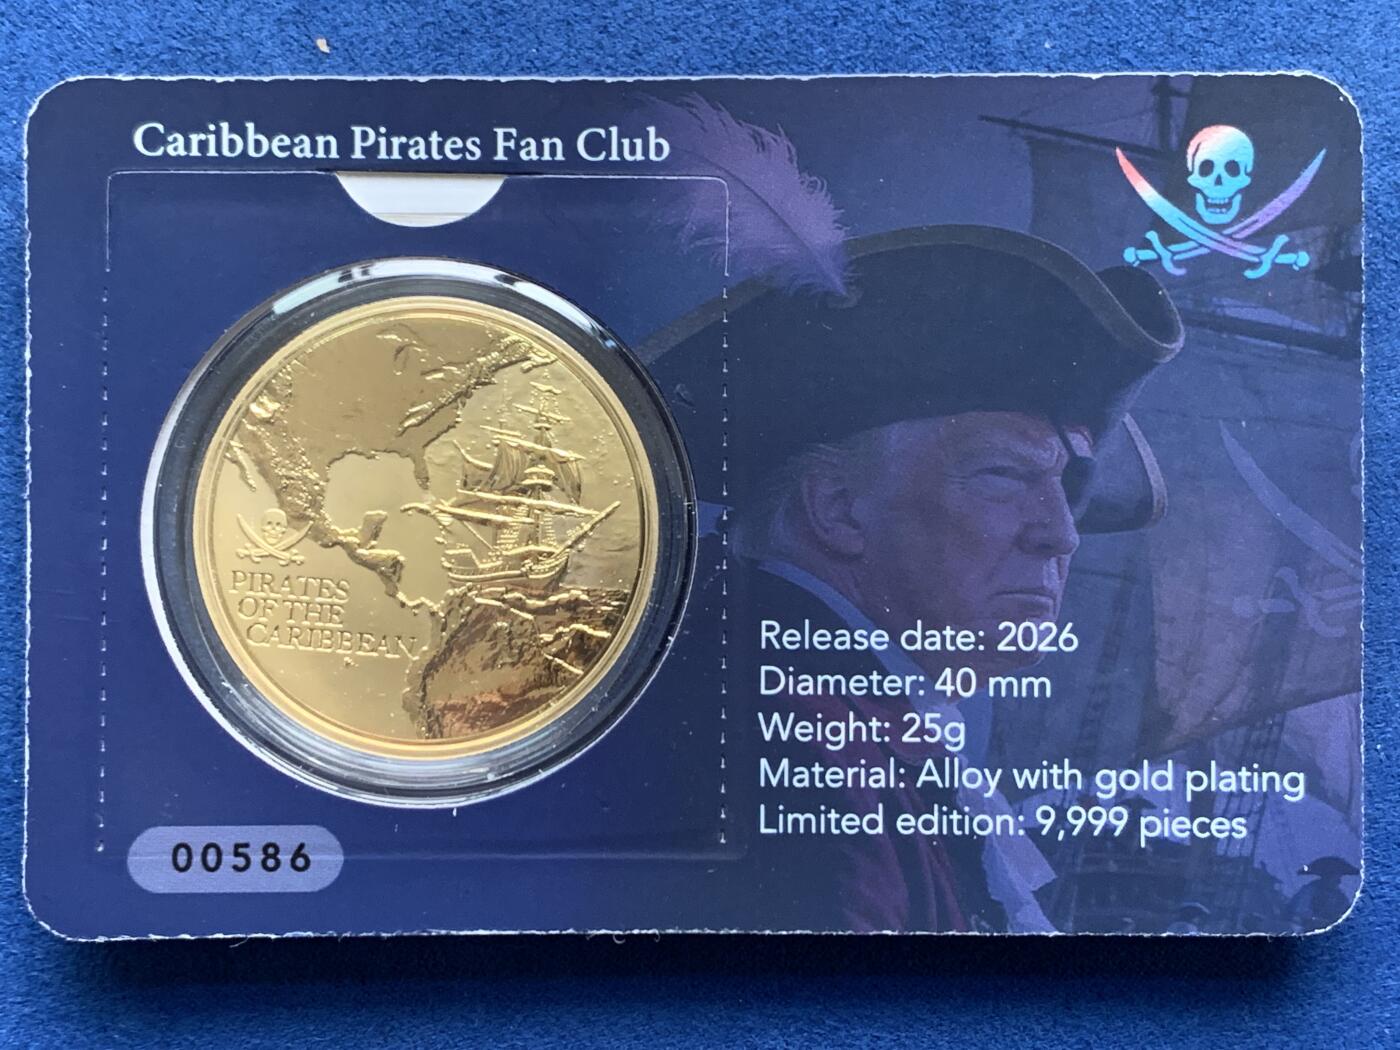 Caribbean Pirates Fan Club
PIRATES
OF THE
CARIBBEAN
00586
Release date: 2026
Diameter: 40 mm
Weight: 25g
Material: Alloy with gold plating
Limited edition: 9,999 pieces